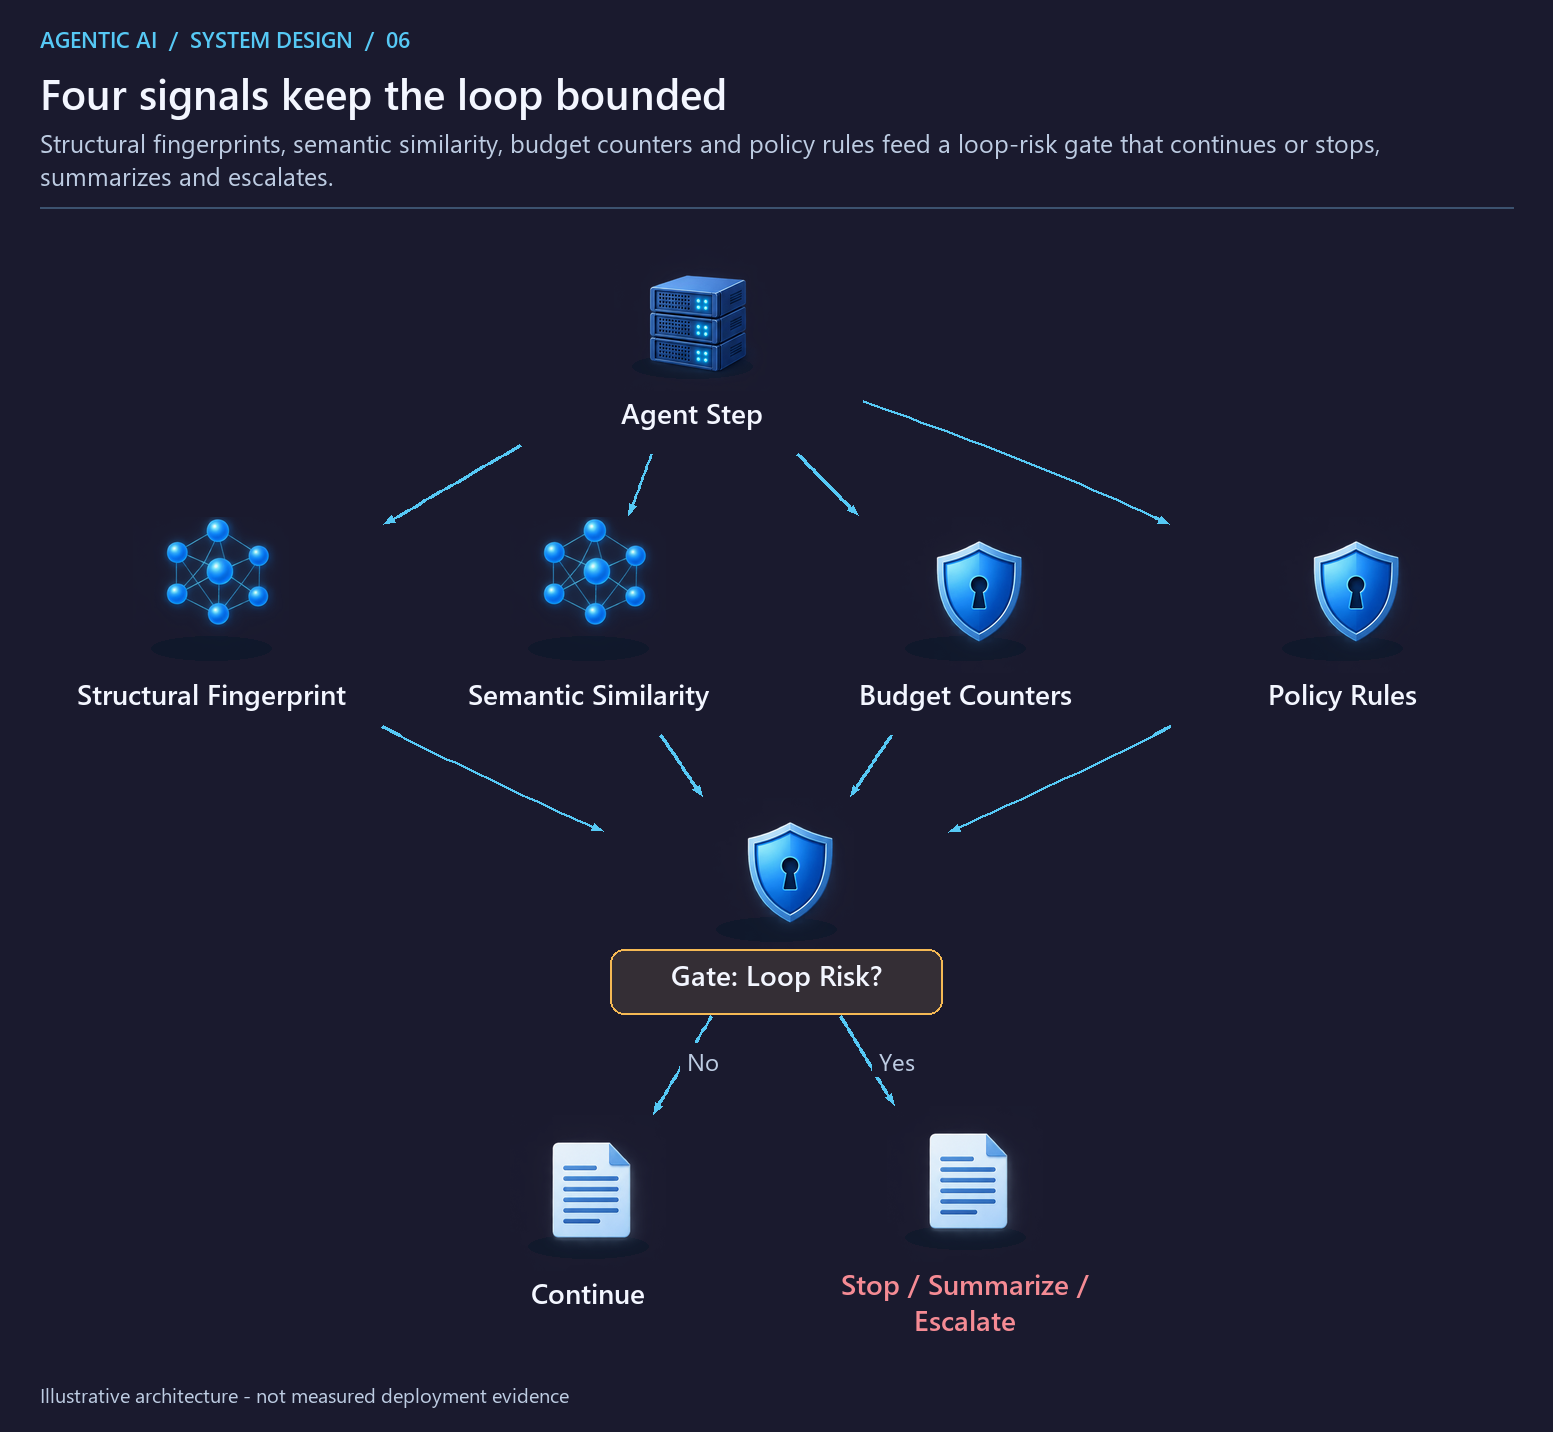 AGENTIC AI / SYSTEM DESIGN / 06
Four signals keep the loop bounded
Structural fingerprints, semantic similarity, budget counters and policy rules feed a loop-risk gate that continues or stops,
summarizes and escalates.
Agent Step
Structural Fingerprint
Semantic Similarity
Budget Counters
Policy Rules
Gate: Loop Risk?
No
Yes
Continue
Stop / Summarize /
Escalate
Illustrative architecture - not measured deployment evidence